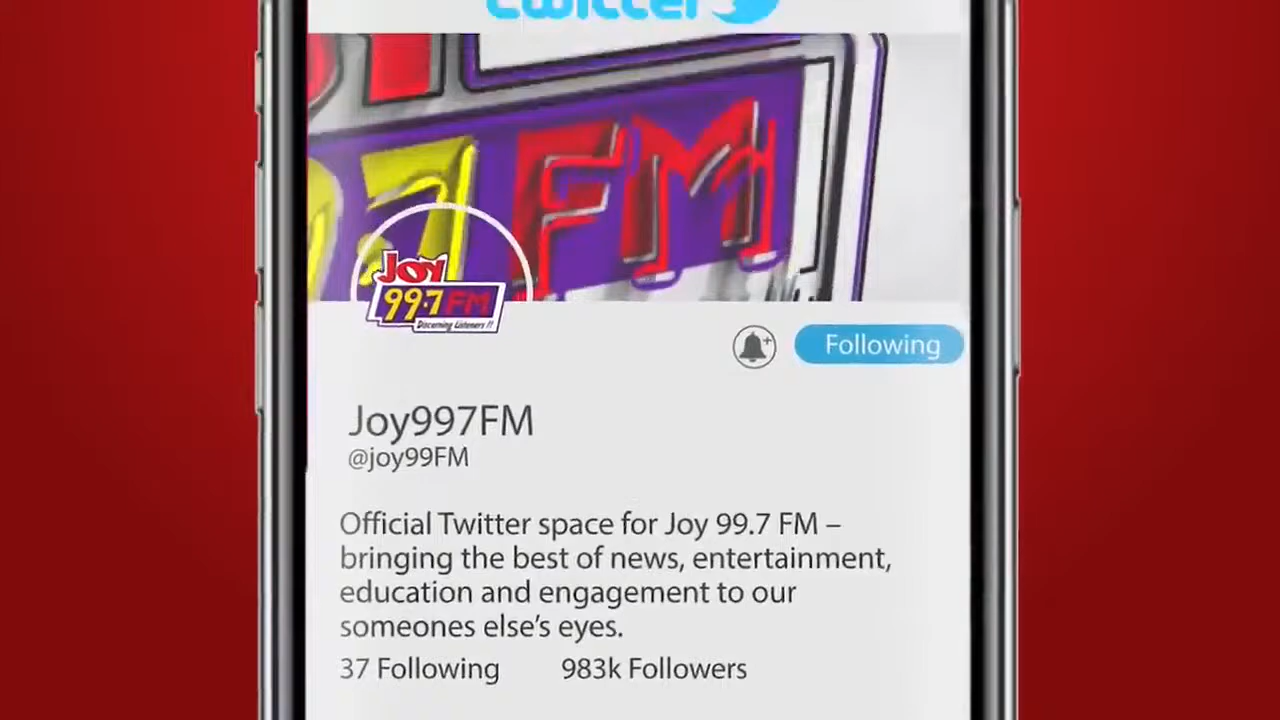 twitter
FM
JOY
99.7 FM
Discerning Listeners !!
Following
Joy997FM
@joy99FM
Official Twitter space for Joy 99.7 FM –
bringing the best of news, entertainment,
education and engagement to our
someones else's eyes.
37 Following 983k Followers